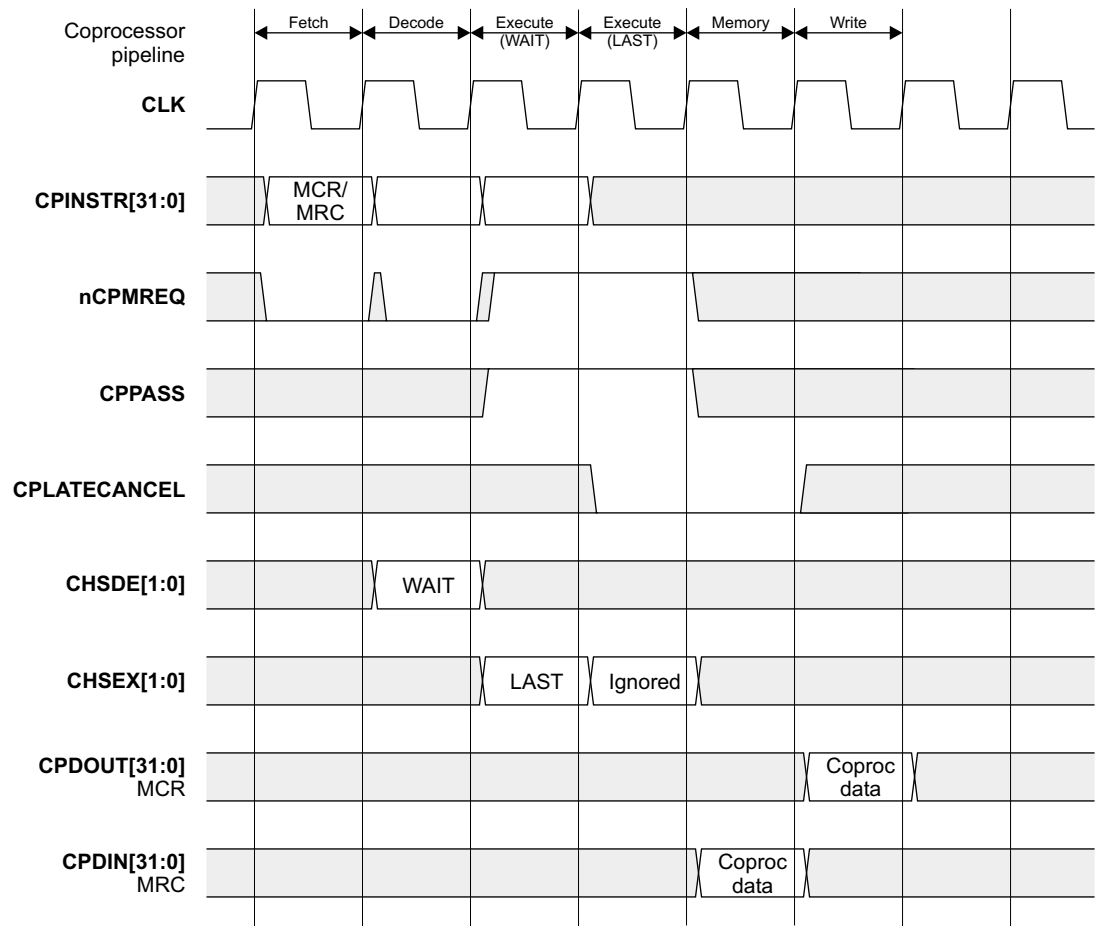 Coprocessor
pipeline
Fetch
Decode
Execute
(WAIT)
Execute
(LAST)
Memory
Write
CLK
CPINSTR[31:0]
MCR/
MRC
nCPMREQ
CPPASS
CPLATECANCEL
CHSDE[1:0]
WAIT
CHSEX[1:0]
LAST
Ignored
CPDOUT[31:0]
MCR
Coproc
data
CPDIN[31:0]
MRC
Coproc
data